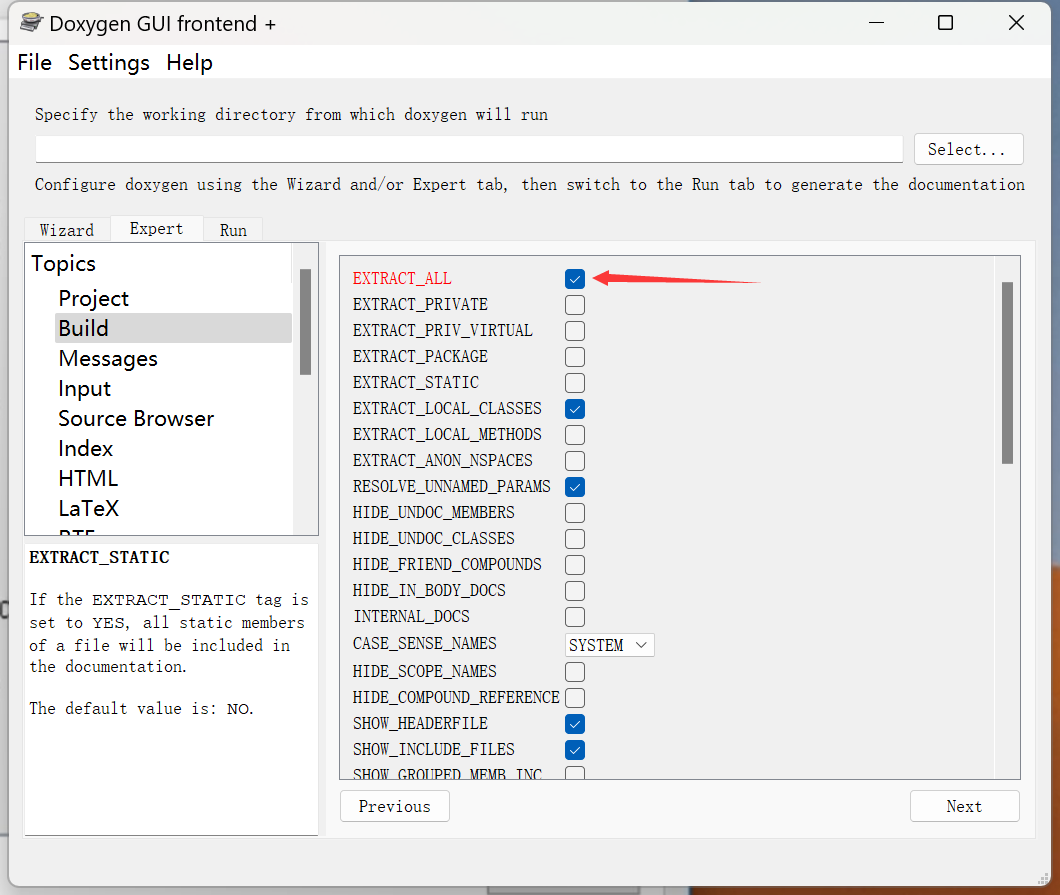 Doxygen GUI frontend +
File Settings Help
Specify the working directory from which doxygen will run
Select...
Configure doxygen using the Wizard and/or Expert tab, then switch to the Run tab to generate the documentation
Wizard Expert Run
Topics
Project
Build
Messages
Input
Source Browser
Index
HTML
LaTeX
RTF
EXTRACT_STATIC
If the EXTRACT_STATIC tag is
set to YES, all static members
of a file will be included in
the documentation.
The default value is: NO.
EXTRACT_ALL
EXTRACT_PRIVATE
EXTRACT_PRIV_VIRTUAL
EXTRACT_PACKAGE
EXTRACT_STATIC
EXTRACT_LOCAL_CLASSES
EXTRACT_LOCAL_METHODS
EXTRACT_ANON_NSPACES
RESOLVE_UNNAMED_PARAMS
HIDE_UNDOC_MEMBERS
HIDE_UNDOC_CLASSES
HIDE_FRIEND_COMPOUNDS
HIDE_IN_BODY_DOCS
INTERNAL_DOCS
CASE_SENSE_NAMES SYSTEM
HIDE_SCOPE_NAMES
HIDE_COMPOUND_REFERENCE
SHOW_HEADERFILE
SHOW_INCLUDE_FILES
SHOW_GROUPED_MEMB_INC
Previous Next